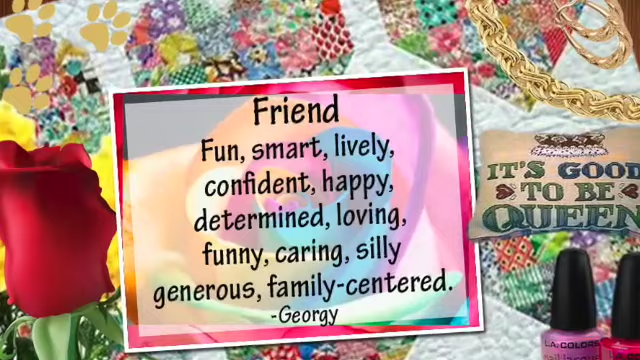 Friend
Fun, smart, lively,
confident, happy,
determined, loving,
funny, caring, silly
generous, family-centered.
-Georgy
IT'S GOOD
TO BE
QUEEN
L.A. COLORS